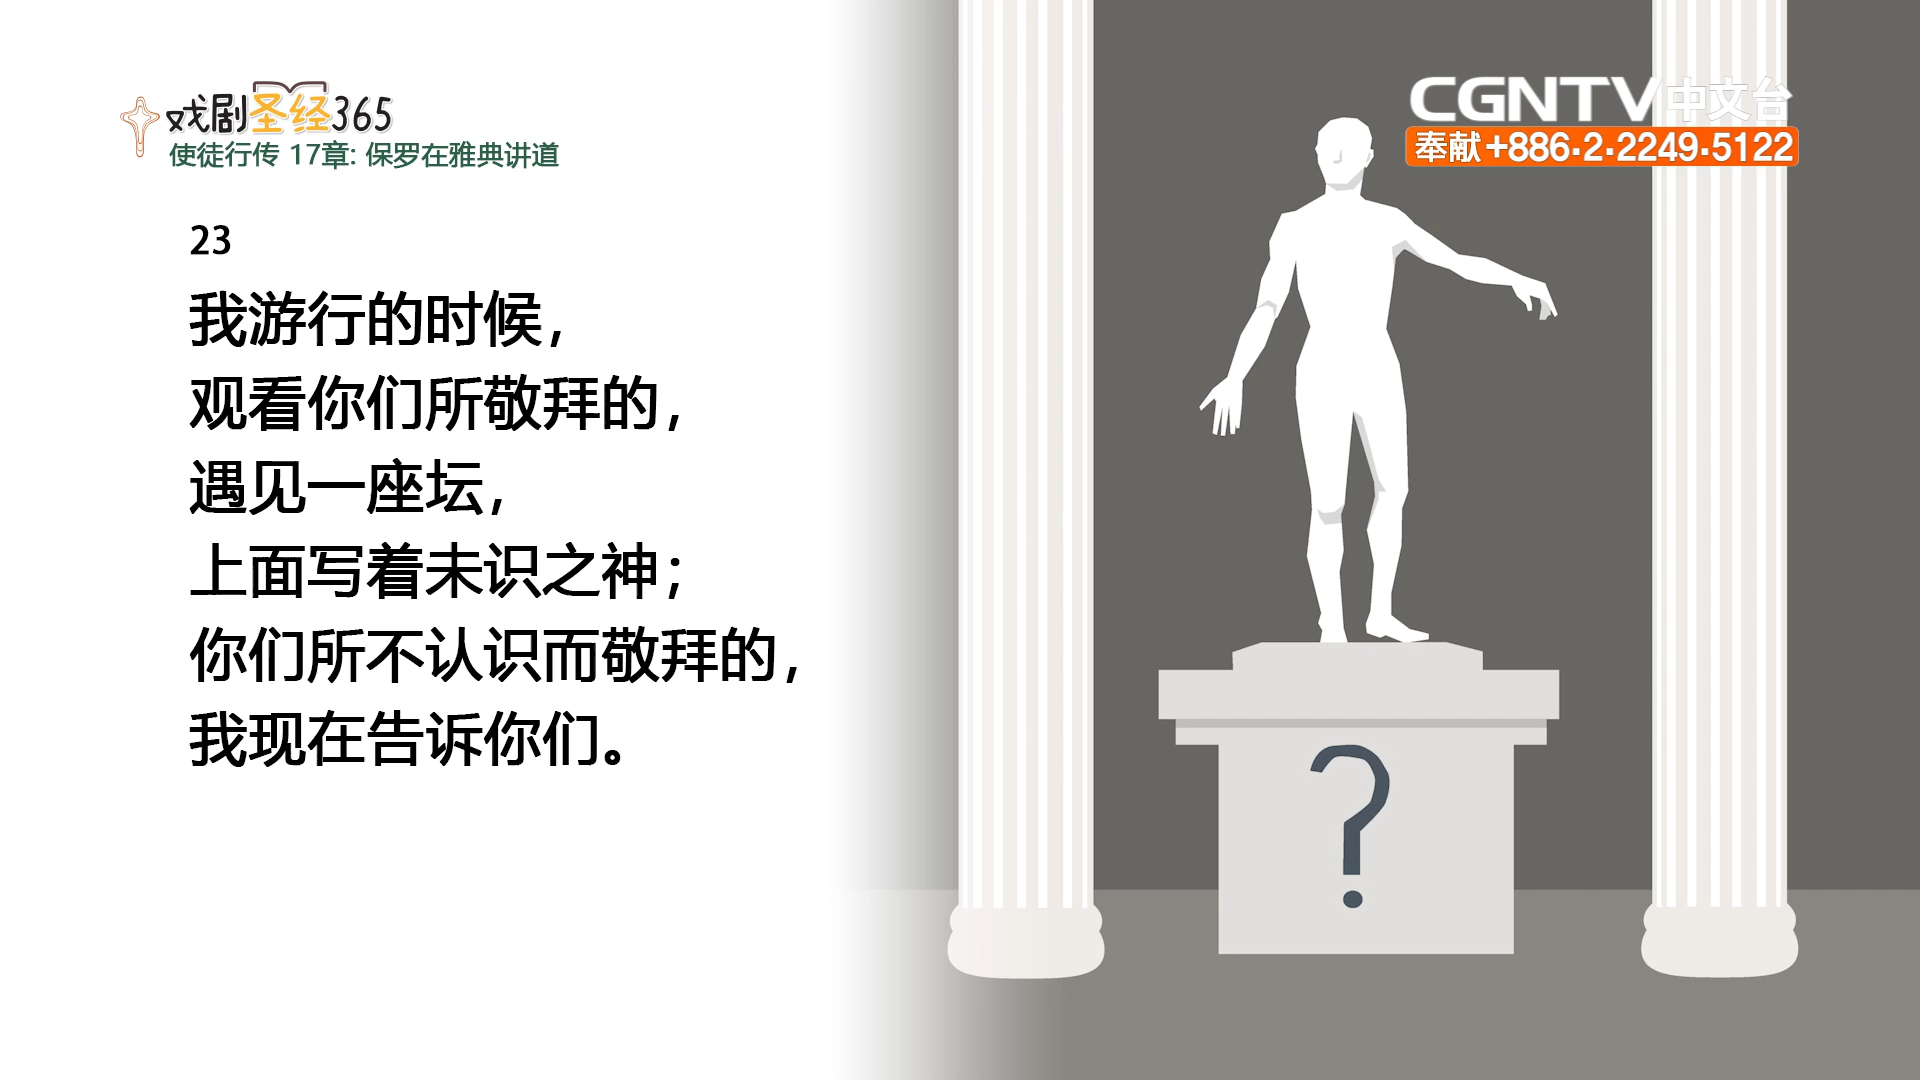 戏剧圣经365
使徒行传 17章: 保罗在雅典讲道
CGNTV中文台
奉献+886·2·2249·5122
23
我游行的时候，
观看你们所敬拜的，
遇见一座坛，
上面写着未识之神；
你们所不认识而敬拜的，
我现在告诉你们。
?